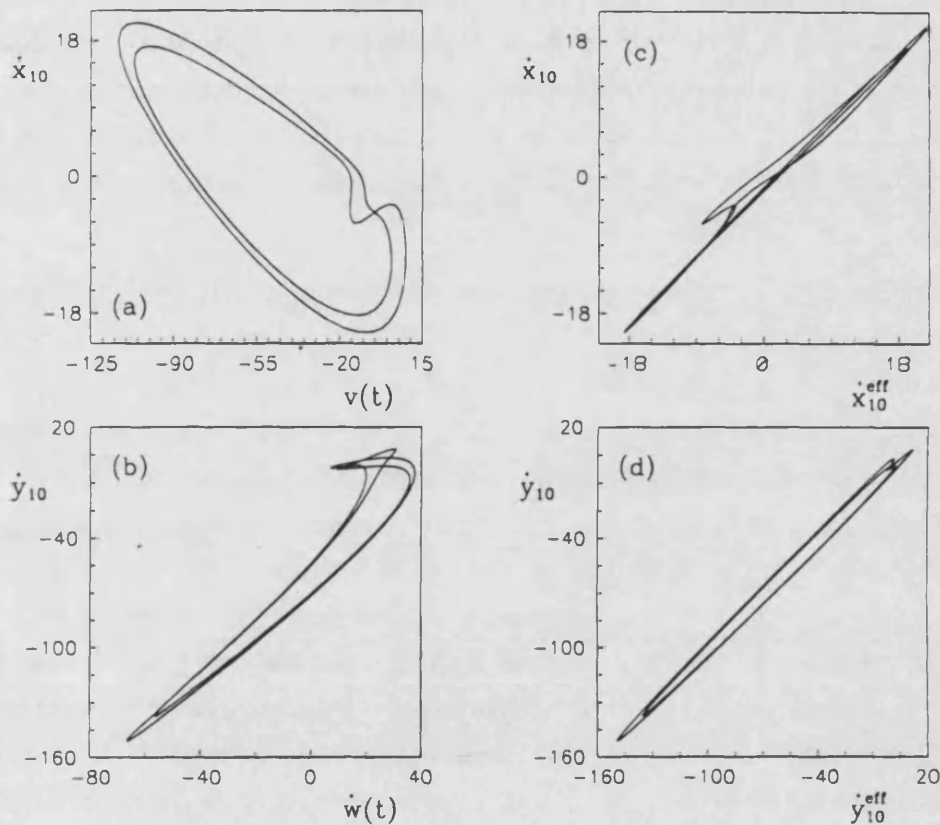 18
ẋ₁₀
0
-18
(a)
-125 -90 -55 -20 15
v(t)
18
ẋ₁₀
0
-18
(c)
-18 0 18
ẋ₁₀ᵉᶠᶠ
20
ẏ₁₀
-40
-100
-160
(b)
-80 -40 0 40
ẇ(t)
20
ẏ₁₀
-40
-100
-160
(d)
-160 -100 -40 20
ẏ₁₀ᵉᶠᶠ